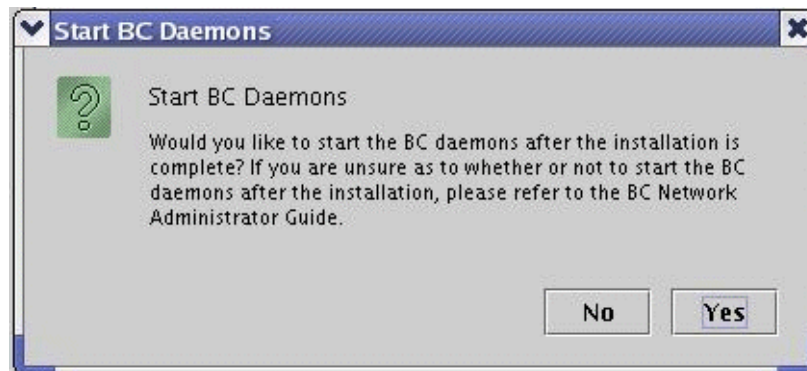 Start BC Daemons
Start BC Daemons
Would you like to start the BC daemons after the installation is
complete? If you are unsure as to whether or not to start the BC
daemons after the installation, please refer to the BC Network
Administrator Guide.
No Yes